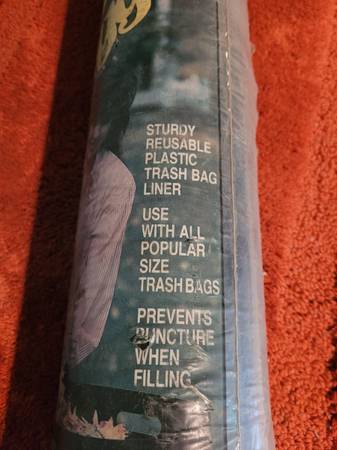 STURDY
REUSABLE
PLASTIC
TRASH BAG
LINER
USE
WITH ALL
POPULAR
SIZE
TRASH BAGS
PREVENTS
PUNCTURE
WHEN
FILLING